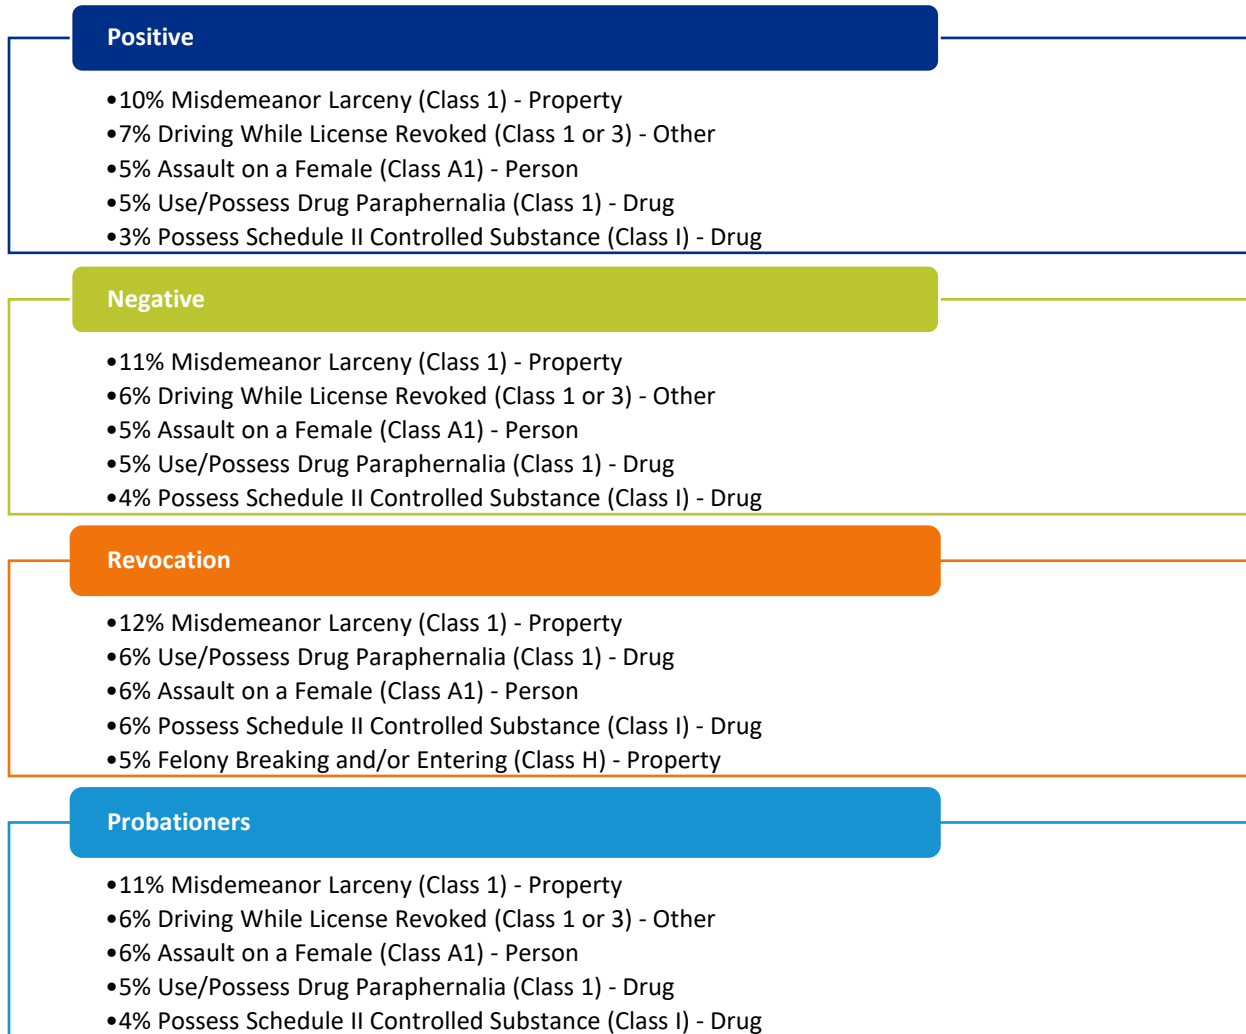 Positive
•10% Misdemeanor Larceny (Class 1) - Property
•7% Driving While License Revoked (Class 1 or 3) - Other
•5% Assault on a Female (Class A1) - Person
•5% Use/Possess Drug Paraphernalia (Class 1) - Drug
•3% Possess Schedule II Controlled Substance (Class I) - Drug
Negative
•11% Misdemeanor Larceny (Class 1) - Property
•6% Driving While License Revoked (Class 1 or 3) - Other
•5% Assault on a Female (Class A1) - Person
•5% Use/Possess Drug Paraphernalia (Class 1) - Drug
•4% Possess Schedule II Controlled Substance (Class I) - Drug
Revocation
•12% Misdemeanor Larceny (Class 1) - Property
•6% Use/Possess Drug Paraphernalia (Class 1) - Drug
•6% Assault on a Female (Class A1) - Person
•6% Possess Schedule II Controlled Substance (Class I) - Drug
•5% Felony Breaking and/or Entering (Class H) - Property
Probationers
•11% Misdemeanor Larceny (Class 1) - Property
•6% Driving While License Revoked (Class 1 or 3) - Other
•6% Assault on a Female (Class A1) - Person
•5% Use/Possess Drug Paraphernalia (Class 1) - Drug
•4% Possess Schedule II Controlled Substance (Class I) - Drug